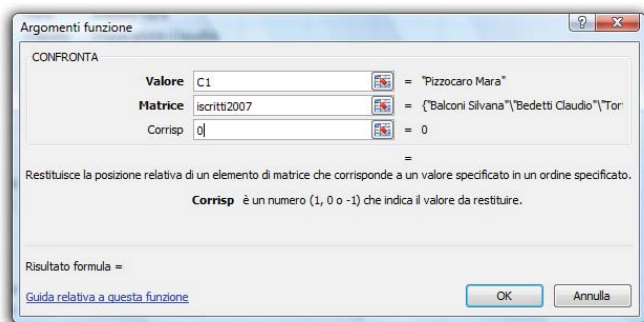 Argomenti funzione
CONFRONTA
Valore C1 = "Pizzocaro Mara"
Matrice iscritti2007 = {"Balconi Silvana"\"Bedetti Claudio"\"Tor
Corrisp 0 = 0
=
Restituisce la posizione relativa di un elemento di matrice che corrisponde a un valore specificato in un ordine specificato.
Corrisp è un numero (1, 0 o -1) che indica il valore da restituire.
Risultato formula =
Guida relativa a questa funzione
OK Annulla